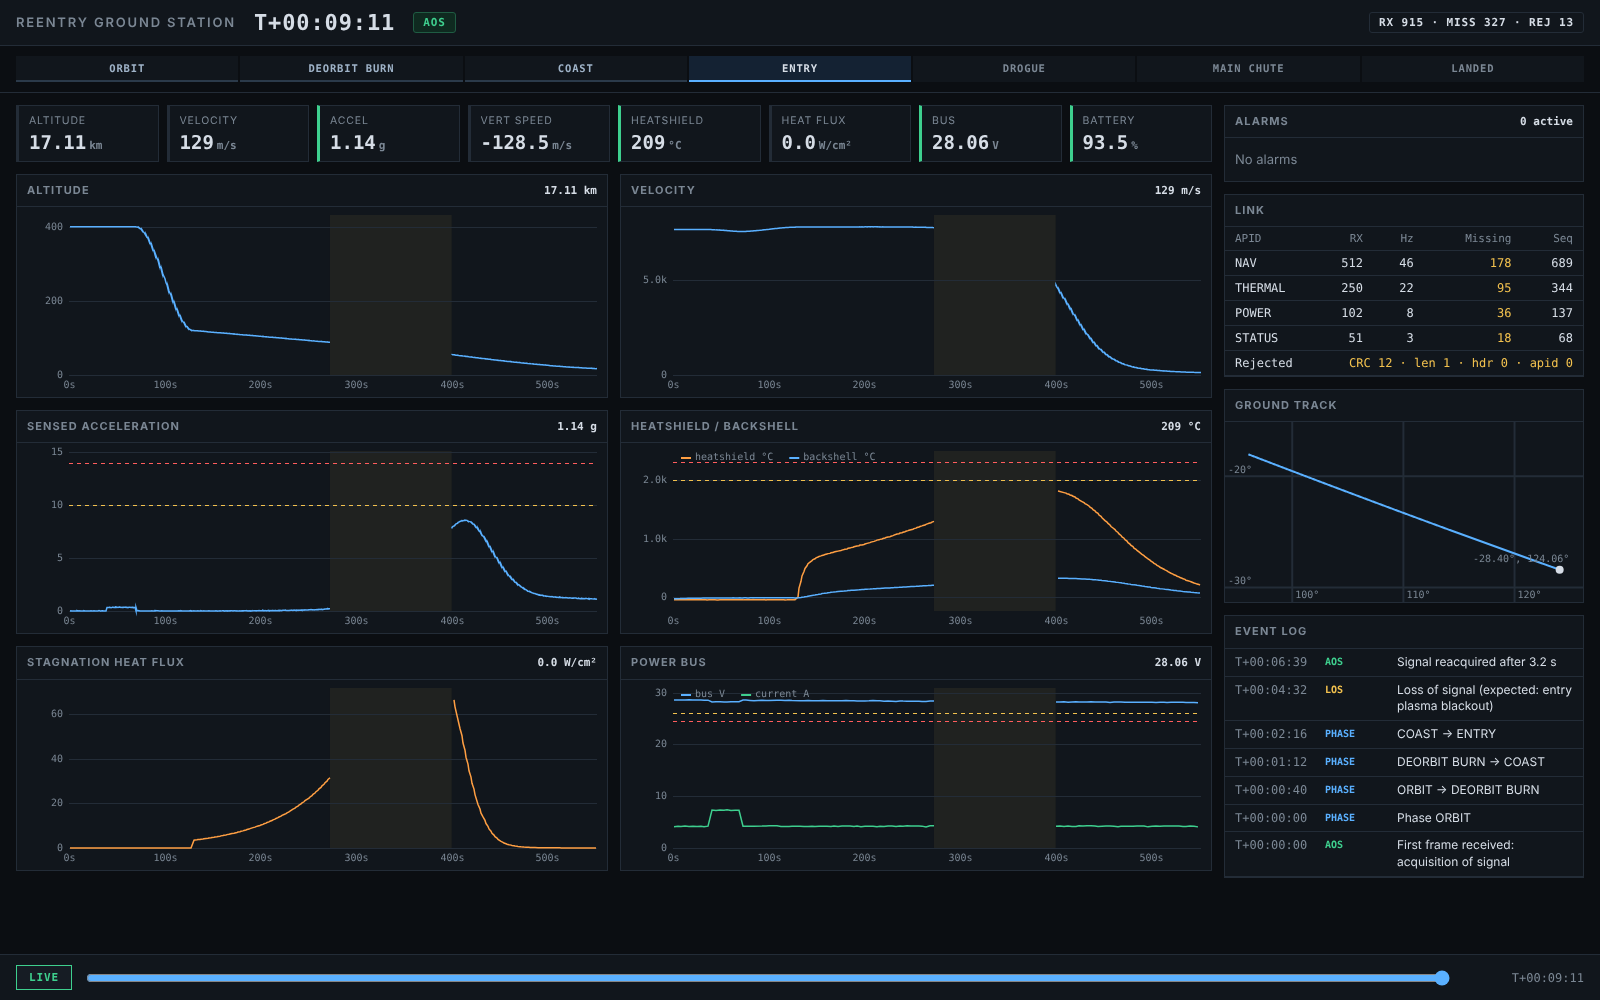 REENTRY GROUND STATION T+00:09:11 AOS RX 915 · MISS 327 · REJ 13
ORBIT DEORBIT BURN COAST ENTRY DROGUE MAIN CHUTE LANDED
ALTITUDE
17.11 km
VELOCITY
129 m/s
ACCEL
1.14 g
VERT SPEED
-128.5 m/s
HEATSHIELD
209 °C
HEAT FLUX
0.0 W/cm²
BUS
28.06 V
BATTERY
93.5 %
ALTITUDE 17.11 km
400
200
0
0s 100s 200s 300s 400s 500s
VELOCITY 129 m/s
5.0k
0
0s 100s 200s 300s 400s 500s
SENSED ACCELERATION 1.14 g
15
10
5
0
0s 100s 200s 300s 400s 500s
HEATSHIELD / BACKSHELL 209 °C
heatshield °C backshell °C
2.0k
1.0k
0
0s 100s 200s 300s 400s 500s
STAGNATION HEAT FLUX 0.0 W/cm²
60
40
20
0
0s 100s 200s 300s 400s 500s
POWER BUS 28.06 V
bus V current A
30
20
10
0
0s 100s 200s 300s 400s 500s
ALARMS 0 active
No alarms
LINK
APID RX Hz Missing Seq
NAV 512 46 178 689
THERMAL 250 22 95 344
POWER 102 8 36 137
STATUS 51 3 18 68
Rejected CRC 12 · len 1 · hdr 0 · apid 0
GROUND TRACK
-20°
-28.40°, 124.06°
-30°
100° 110° 120°
EVENT LOG
T+00:06:39 AOS Signal reacquired after 3.2 s
T+00:04:32 LOS Loss of signal (expected: entry
plasma blackout)
T+00:02:16 PHASE COAST → ENTRY
T+00:01:12 PHASE DEORBIT BURN → COAST
T+00:00:40 PHASE ORBIT → DEORBIT BURN
T+00:00:00 PHASE Phase ORBIT
T+00:00:00 AOS First frame received:
acquisition of signal
LIVE T+00:09:11